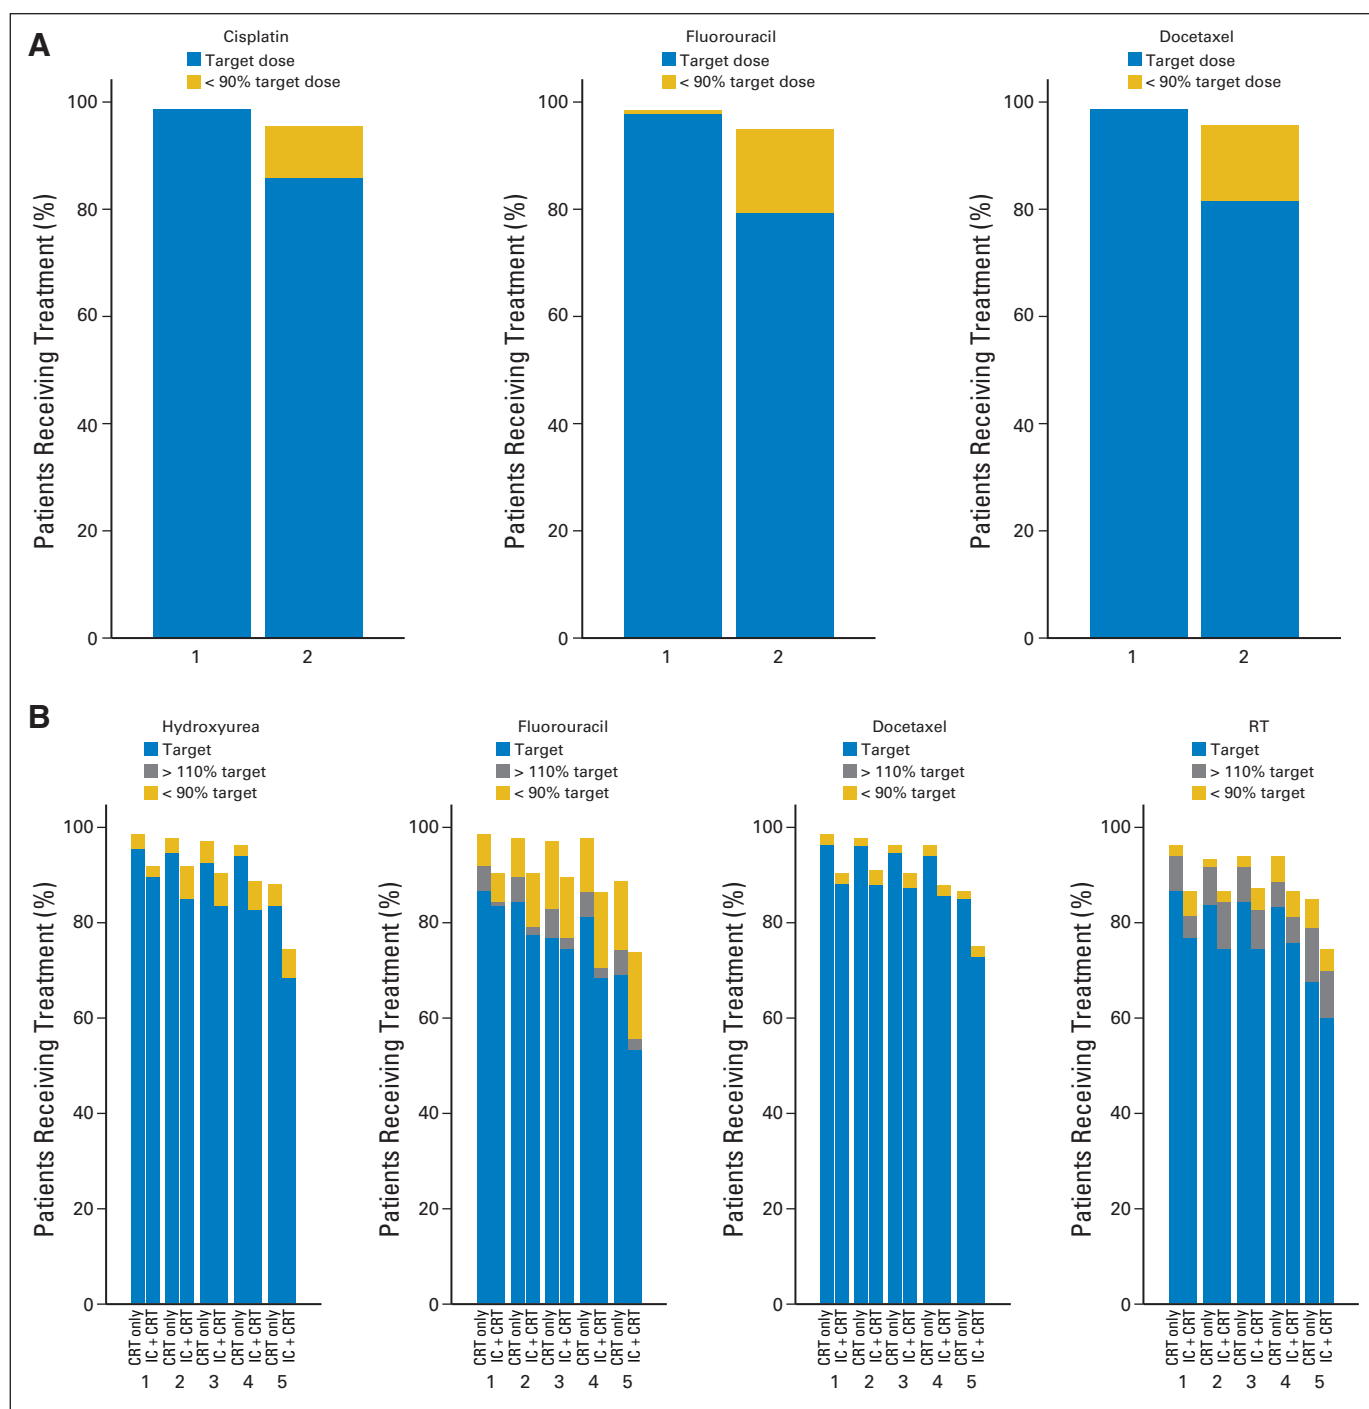 A
Cisplatin
Target dose
< 90% target dose
Patients Receiving Treatment (%)
100
80
60
40
20
0
1 2
Fluorouracil
Target dose
< 90% target dose
Patients Receiving Treatment (%)
100
80
60
40
20
0
1 2
Docetaxel
Target dose
< 90% target dose
Patients Receiving Treatment (%)
100
80
60
40
20
0
1 2
B
Hydroxyurea
Target
> 110% target
< 90% target
Patients Receiving Treatment (%)
100
80
60
40
20
0
CRT only
IC + CRT
CRT only
IC + CRT
CRT only
IC + CRT
CRT only
IC + CRT
CRT only
IC + CRT
1 2 3 4 5
Fluorouracil
Target
> 110% target
< 90% target
Patients Receiving Treatment (%)
100
80
60
40
20
0
CRT only
IC + CRT
CRT only
IC + CRT
CRT only
IC + CRT
CRT only
IC + CRT
CRT only
IC + CRT
1 2 3 4 5
Docetaxel
Target
> 110% target
< 90% target
Patients Receiving Treatment (%)
100
80
60
40
20
0
CRT only
IC + CRT
CRT only
IC + CRT
CRT only
IC + CRT
CRT only
IC + CRT
CRT only
IC + CRT
1 2 3 4 5
RT
Target
> 110% target
< 90% target
Patients Receiving Treatment (%)
100
80
60
40
20
0
CRT only
IC + CRT
CRT only
IC + CRT
CRT only
IC + CRT
CRT only
IC + CRT
CRT only
IC + CRT
1 2 3 4 5